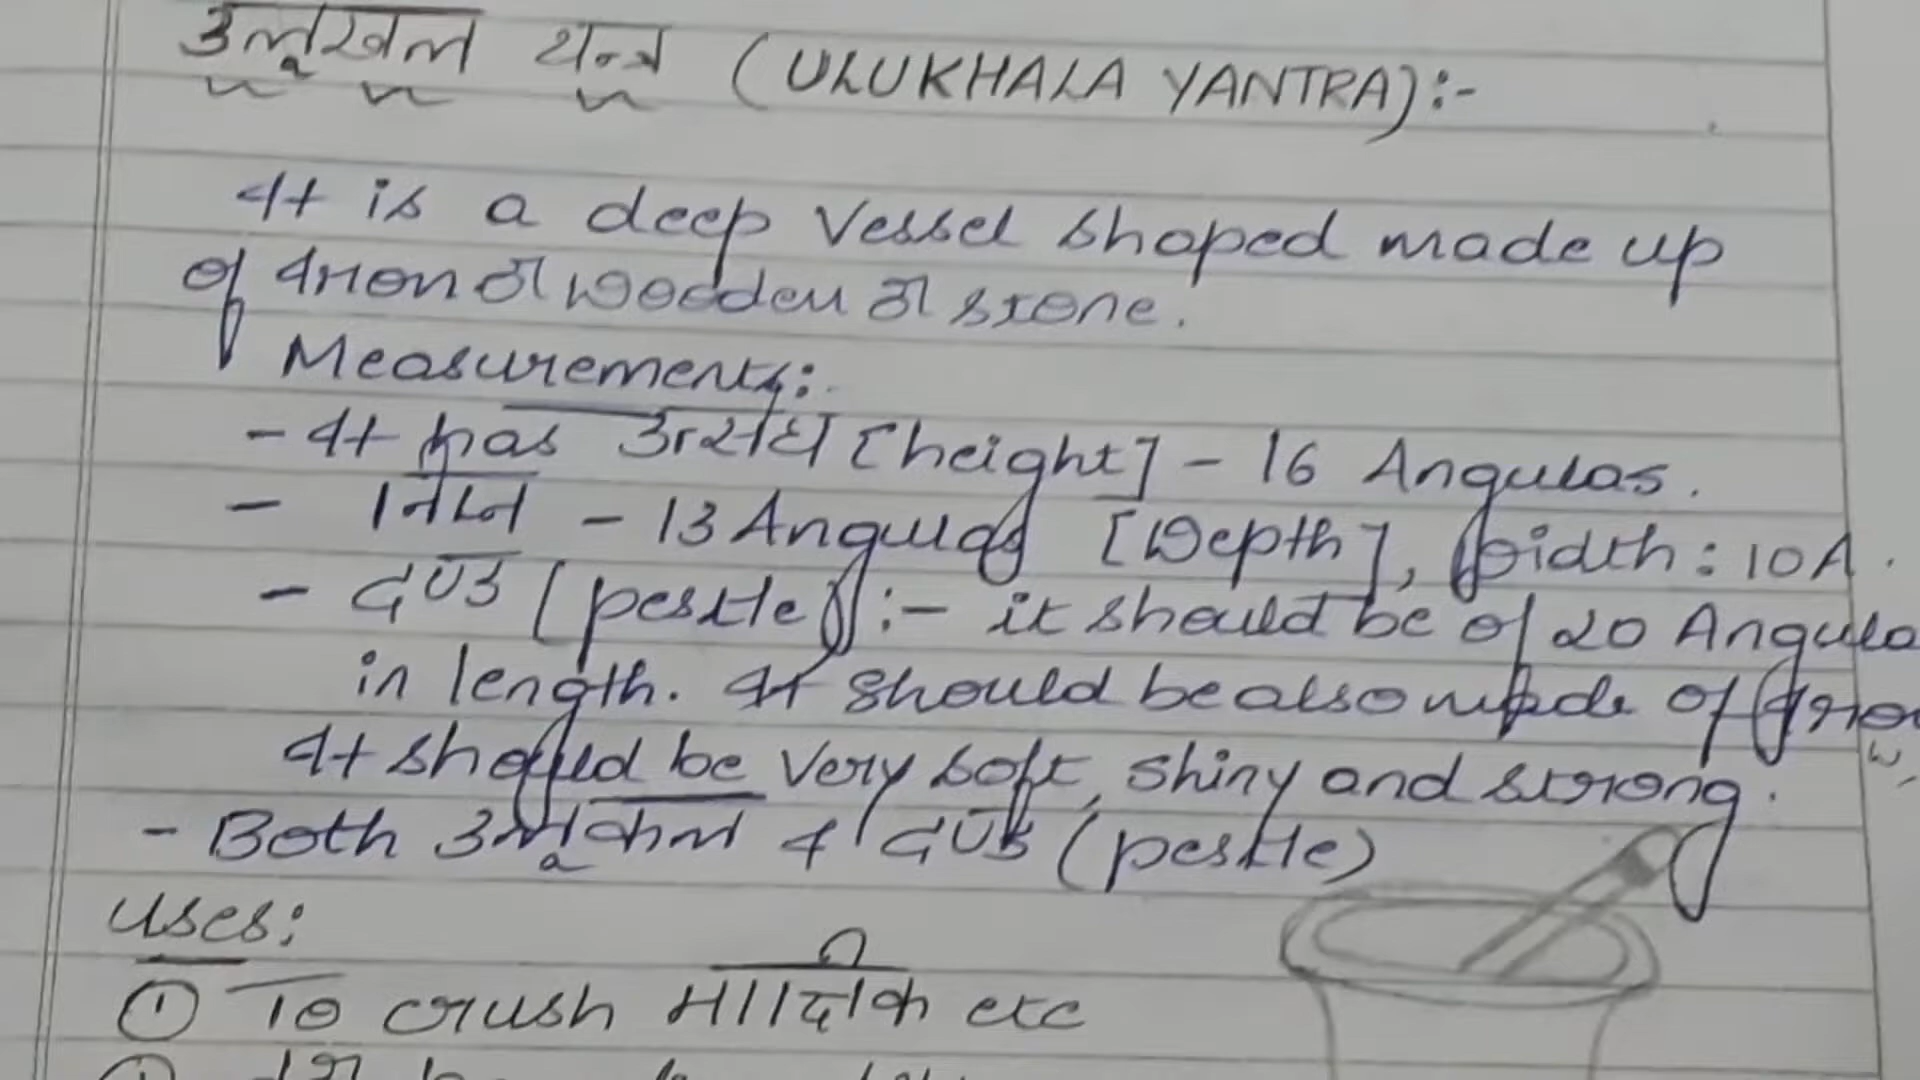 उलूखल यन्त्र (ULUKHALA YANTRA):-
It is a deep vessel shaped made up
of Iron or wooden or stone.
Measurements:
- It has उत्सेध [height] - 16 Angulas.
- निम्न - 13 Angulas [Depth], width: 10A.
- दण्ड [pestle]:- it should be of 20 Angula
in length. It should be also made of Iron
It should be very soft, shiny and strong.
- Both उलूखल & दण्ड (pestle)
Uses:
① To crush etc